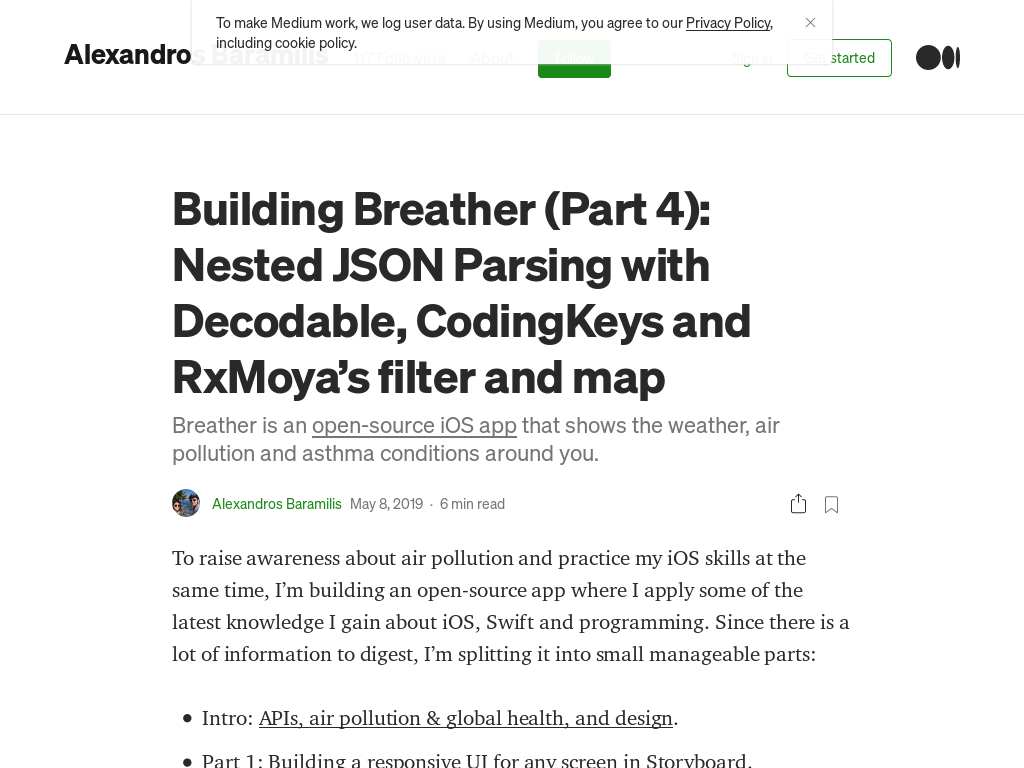 To make Medium work, we log user data. By using Medium, you agree to our Privacy Policy,
including cookie policy.
Alexandros Baramilis
117 Followers
About
Sign in
Get started
Building Breather (Part 4):
Nested JSON Parsing with
Decodable, CodingKeys and
RxMoya’s filter and map
Breather is an open-source iOS app that shows the weather, air
pollution and asthma conditions around you.
Alexandros Baramilis May 8, 2019 · 6 min read
To raise awareness about air pollution and practice my iOS skills at the
same time, I’m building an open-source app where I apply some of the
latest knowledge I gain about iOS, Swift and programming. Since there is a
lot of information to digest, I’m splitting it into small manageable parts:
● Intro: APIs, air pollution & global health, and design.
● Part 1: Building a responsive UI for any screen in Storyboard.